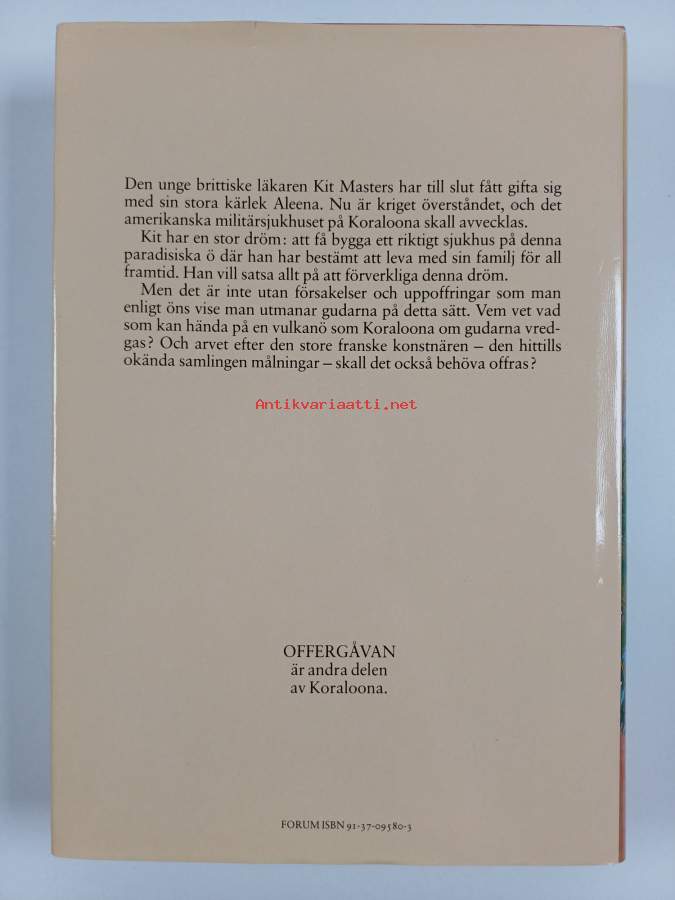 Den unge brittiske läkaren Kit Masters har till slut fått gifta sig
med sin stora kärlek Aleena. Nu är kriget överståndet, och det
amerikanska militärsjukhuset på Koraloona skall avvecklas.
Kit har en stor dröm: att få bygga ett riktigt sjukhus på denna
paradisiska ö där han har bestämt att leva med sin familj för all
framtid. Han vill satsa allt på att förverkliga denna dröm.
Men det är inte utan försakelser och uppoffringar som man
enligt öns vise man utmanar gudarna på detta sätt. Vem vet vad
som kan hända på en vulkanö som Koraloona om gudarna vred-
gas? Och arvet efter den store franske konstnären – den hittills
okända samlingen målningar – skall det också behöva offras?
Antikvariaatti.net
OFFERGÅVAN
är andra delen
av Koraloona.
FORUM ISBN 91-37-09580-3